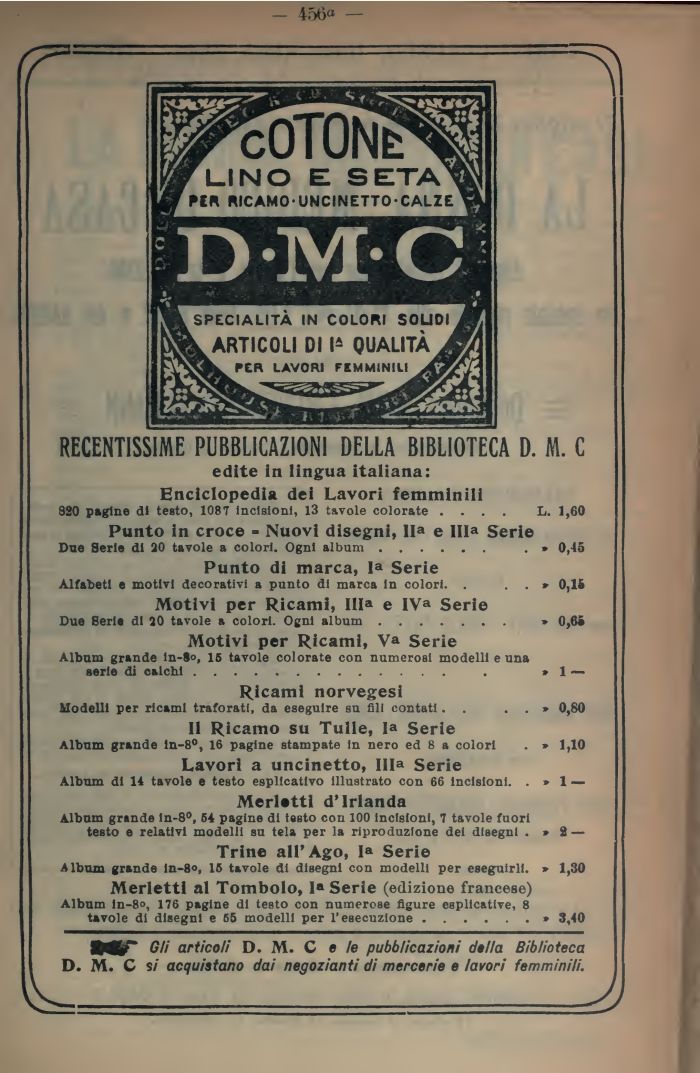 — 456a —
COTONE
LINO E SETA
PER RICAMO·UNCINETTO·CALZE
D·M·C
SPECIALITÀ IN COLORI SOLIDI
ARTICOLI DI Iª QUALITÀ
PER LAVORI FEMMINILI
RECENTISSIME PUBBLICAZIONI DELLA BIBLIOTECA D. M. C
edite in lingua italiana:
Enciclopedia dei Lavori femminili
820 pagine di testo, 1087 incisioni, 13 tavole colorate . . . . L. 1,60
Punto in croce - Nuovi disegni, IIª e IIIª Serie
Due Serie di 20 tavole a colori. Ogni album . . . . . . . » 0,45
Punto di marca, Iª Serie
Alfabeti e motivi decorativi a punto di marca in colori. . . . » 0,15
Motivi per Ricami, IIIª e IVª Serie
Due Serie di 20 tavole a colori. Ogni album . . . . . . . » 0,65
Motivi per Ricami, Vª Serie
Album grande in-8º, 15 tavole colorate con numerosi modelli e una
serie di calchi . . . . . . . . . . . . . . » 1 —
Ricami norvegesi
Modelli per ricami traforati, da eseguire su fili contati . . . . » 0,80
Il Ricamo su Tulle, Iª Serie
Album grande in-8º, 16 pagine stampate in nero ed 8 a colori . » 1,10
Lavori a uncinetto, IIIª Serie
Album di 14 tavole e testo esplicativo illustrato con 66 incisioni. . » 1 —
Merletti d'Irlanda
Album grande in-8º, 54 pagine di testo con 100 incisioni, 7 tavole fuori
testo e relativi modelli su tela per la riproduzione dei disegni . » 2 —
Trine all'Ago, Iª Serie
Album grande in-8º, 15 tavole di disegni con modelli per eseguirli. » 1,30
Merletti al Tombolo, Iª Serie (edizione francese)
Album in-8º, 176 pagine di testo con numerose figure esplicative, 8
tavole di disegni e 55 modelli per l'esecuzione . . . . . . » 3,40
Gli articoli D. M. C e le pubblicazioni della Biblioteca
D. M. C si acquistano dai negozianti di mercerie e lavori femminili.